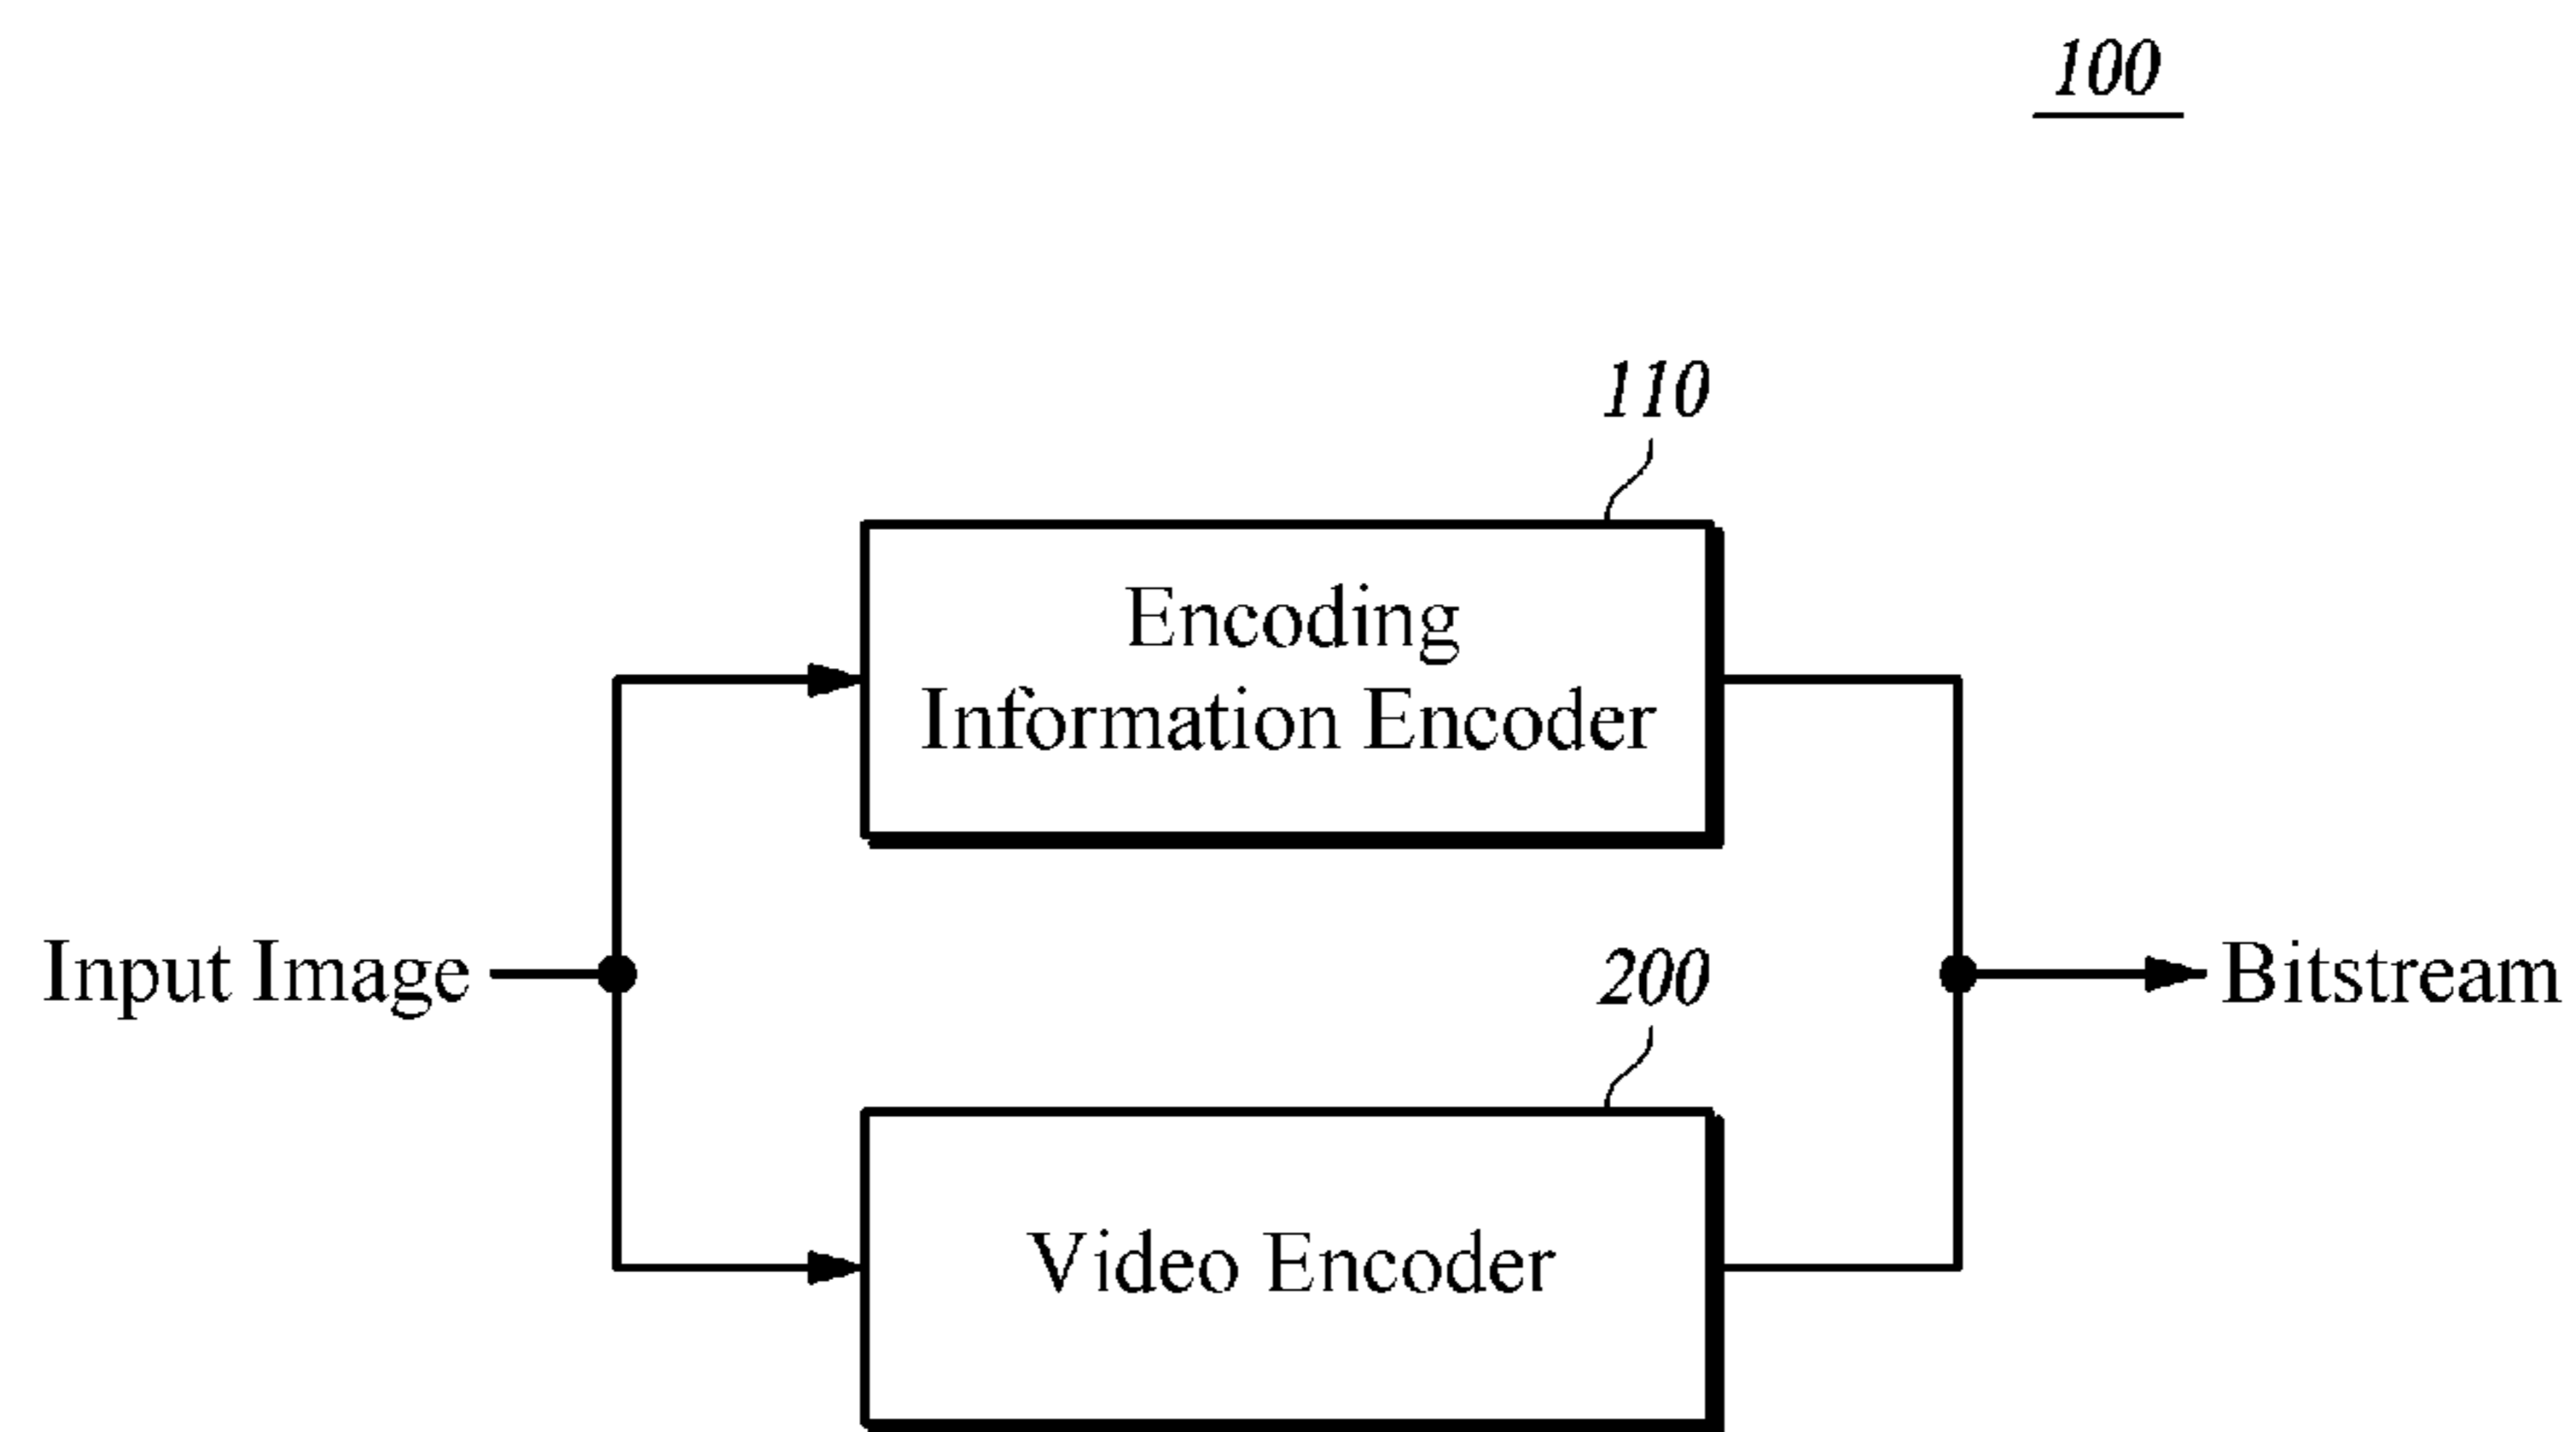 100
110
Encoding
Information Encoder
Input Image
Bitstream
200
Video Encoder